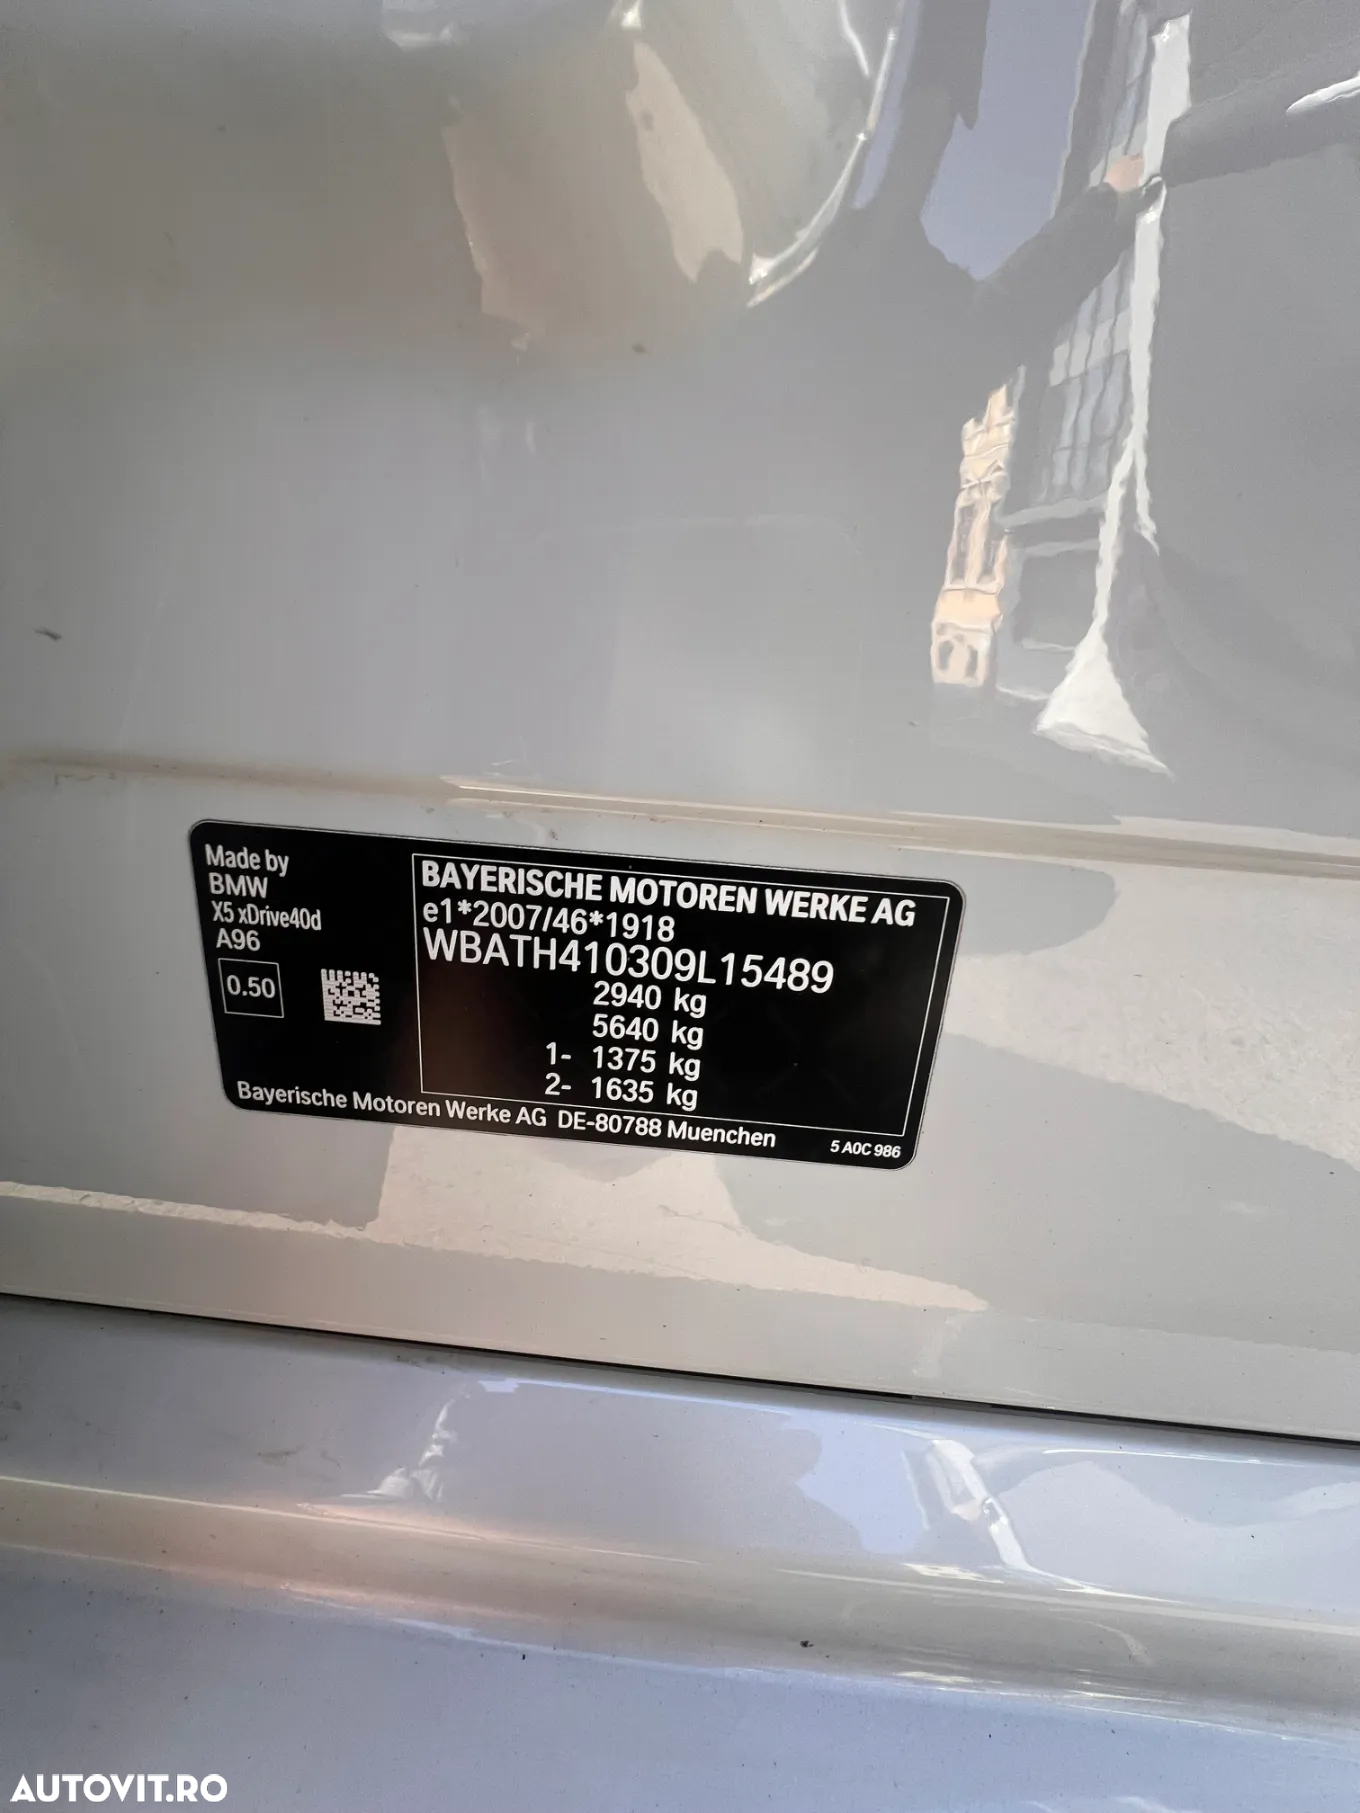 Made by
BMW
X5 xDrive40d
A96
0.50
BAYERISCHE MOTOREN WERKE AG
e1*2007/46*1918
WBATH410309L15489
2940 kg
5640 kg
1- 1375 kg
2- 1635 kg
Bayerische Motoren Werke AG DE-80788 Muenchen
5 A0C 986
AUTOVIT.RO